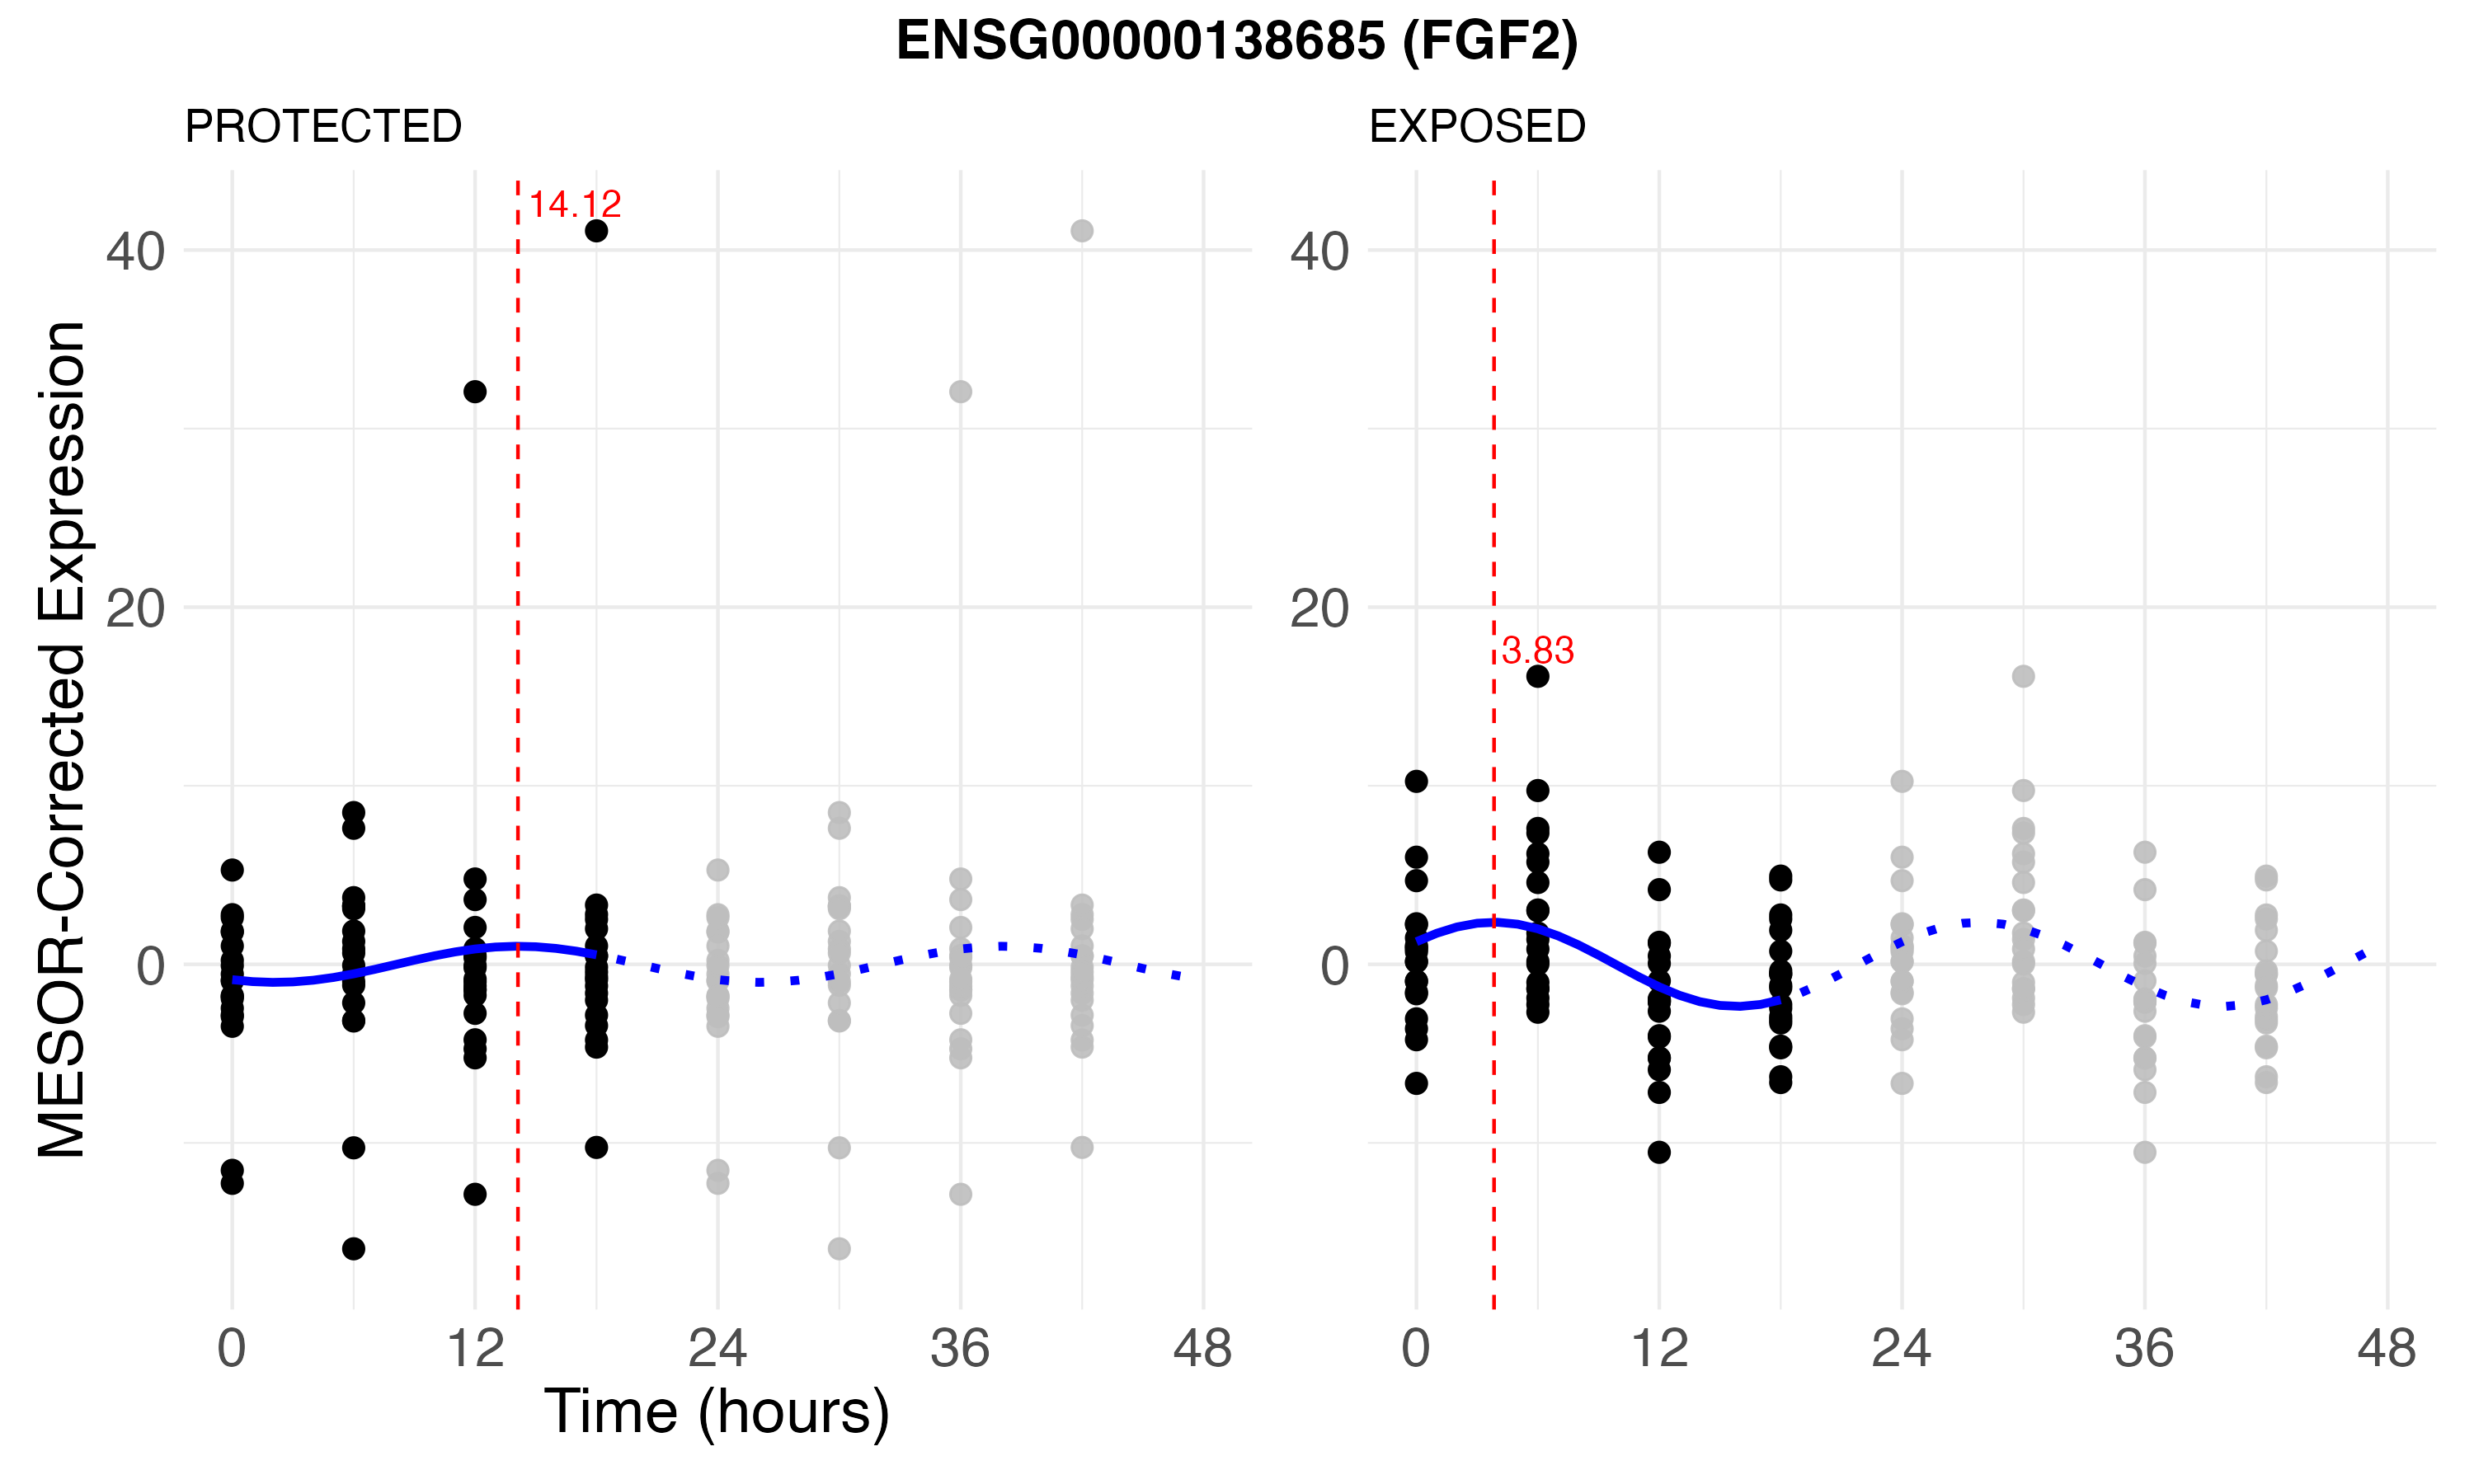 ENSG00000138685 (FGF2)
PROTECTED
EXPOSED
MESOR-Corrected Expression
40
20
0
14.12
0 12 24 36 48
40
20
0
3.83
0 12 24 36 48
Time (hours)